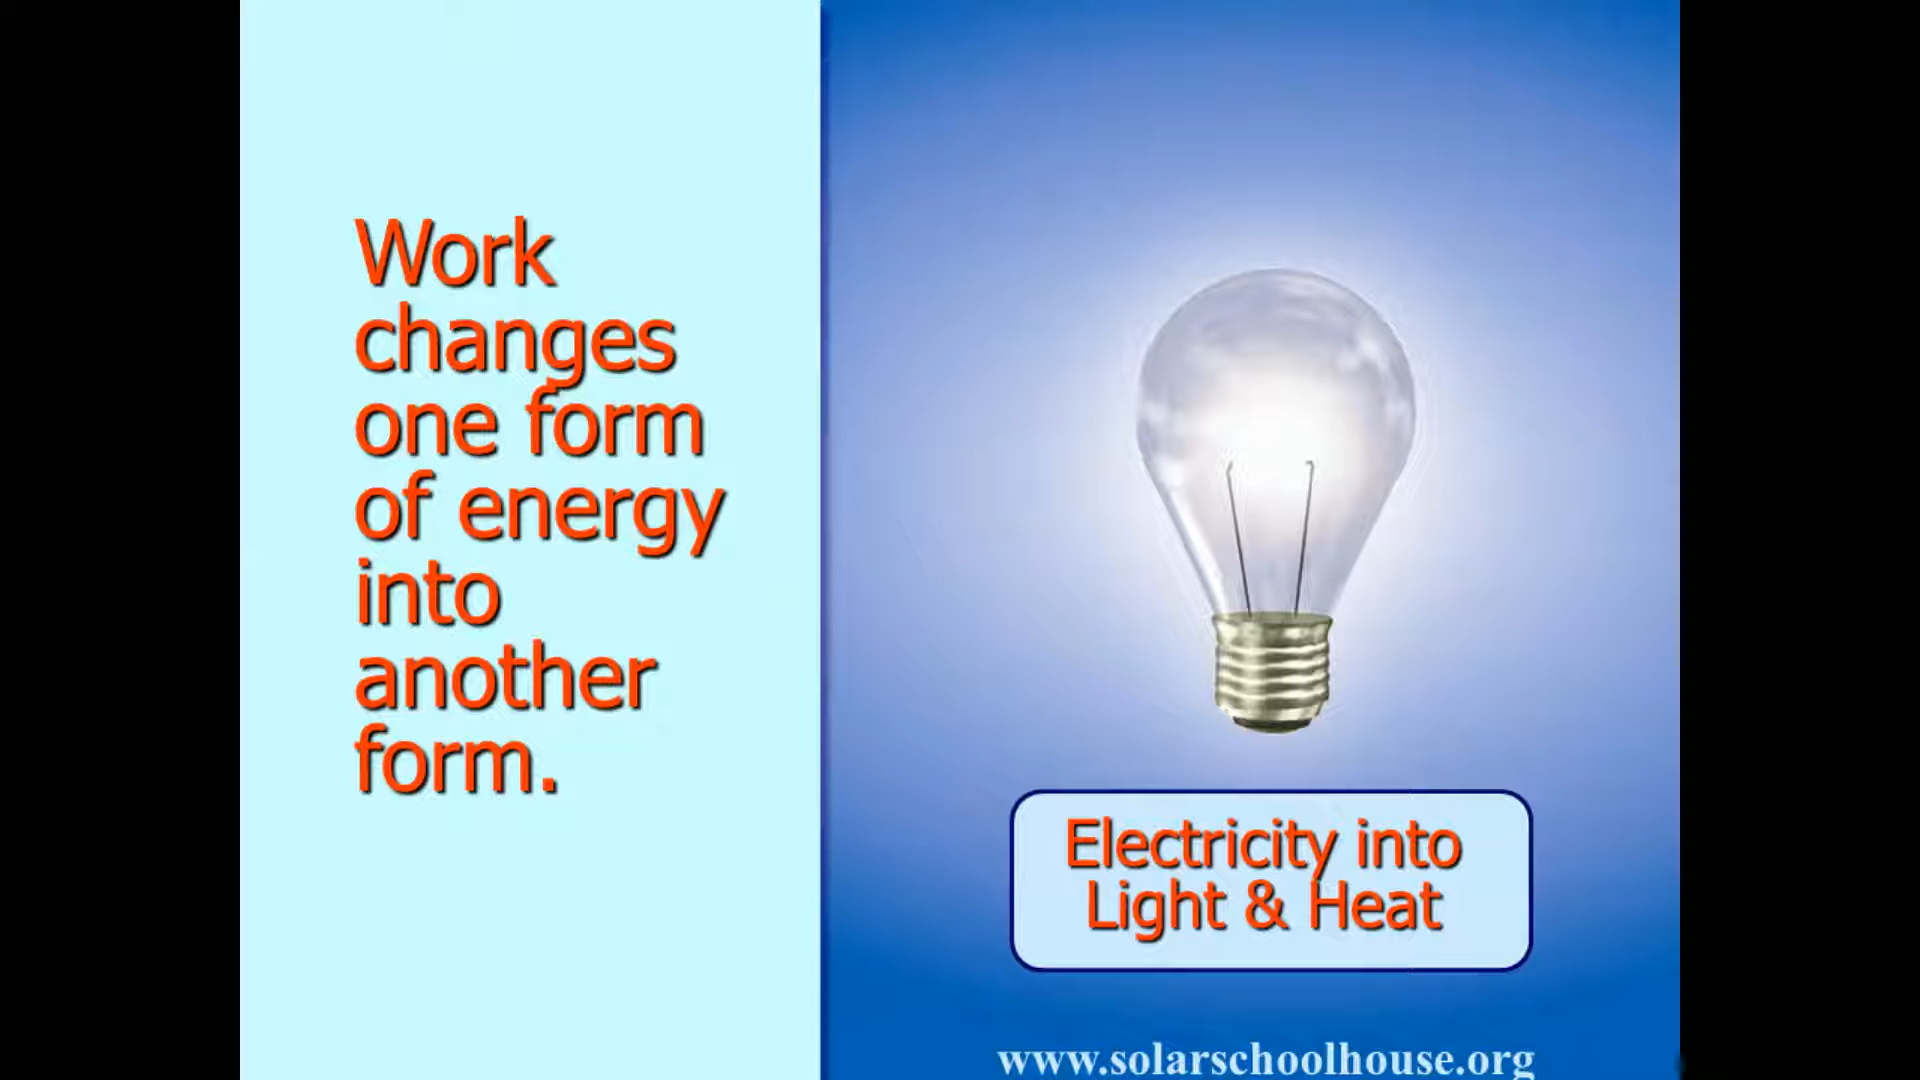 Work
changes
one form
of energy
into
another
form.
Electricity into
Light & Heat
www.solarschoolhouse.org